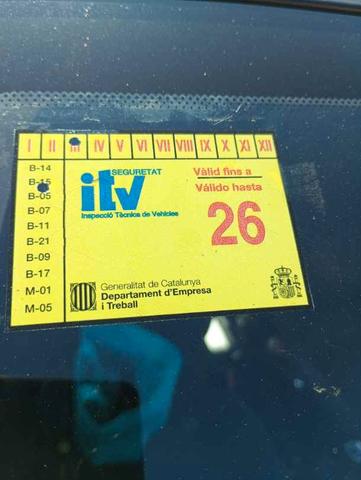 I II III IV V VI VII VIII IX X XI XII
B-14
B-15
B-05
B-07
B-11
B-21
B-09
B-17
M-01
M-05
SEGURETAT
itv
Inspecció Tècnica de Vehicles
Vàlid fins a
Válido hasta
26
Generalitat de Catalunya
Departament d'Empresa
i Treball